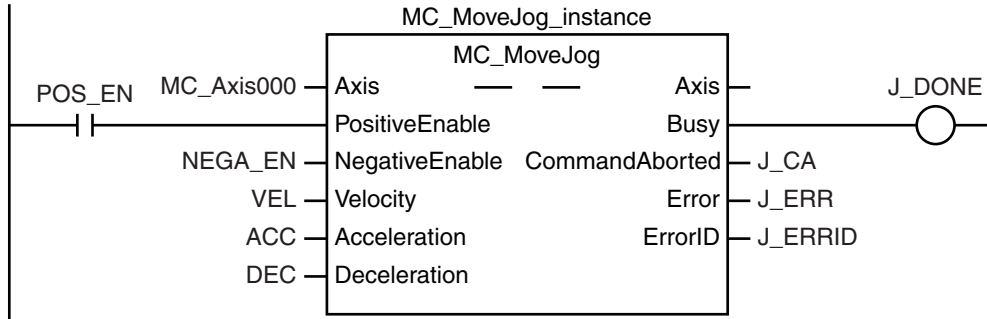 MC_MoveJog_instance
MC_MoveJog
POS_EN MC_Axis000 Axis Axis J_DONE
PositiveEnable Busy
NEGA_EN NegativeEnable CommandAborted J_CA
VEL Velocity Error J_ERR
ACC Acceleration ErrorID J_ERRID
DEC Deceleration